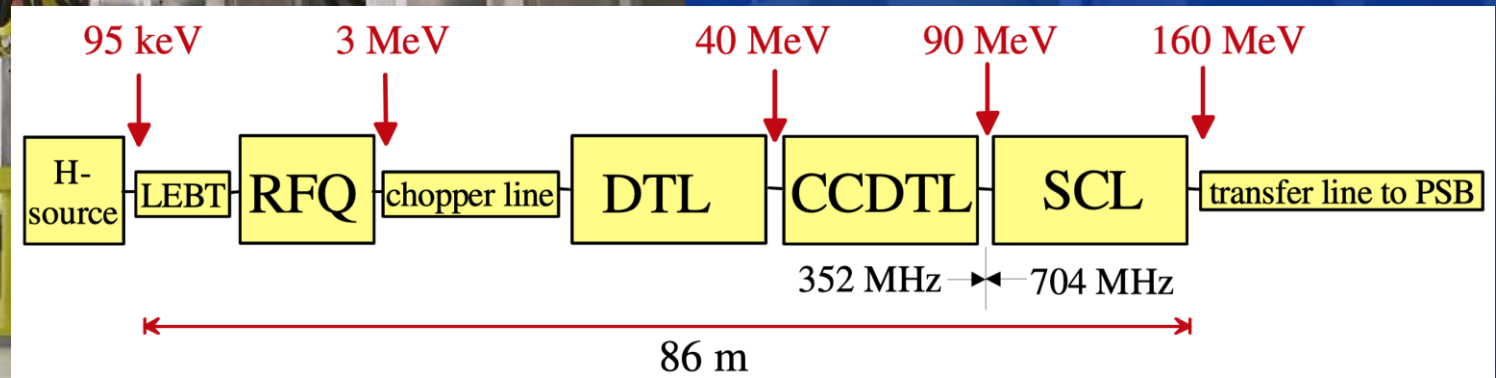 95 keV
3 MeV
40 MeV
90 MeV
160 MeV
H-
source
LEBT
RFQ
chopper line
DTL
CCDTL
SCL
transfer line to PSB
352 MHz
704 MHz
86 m